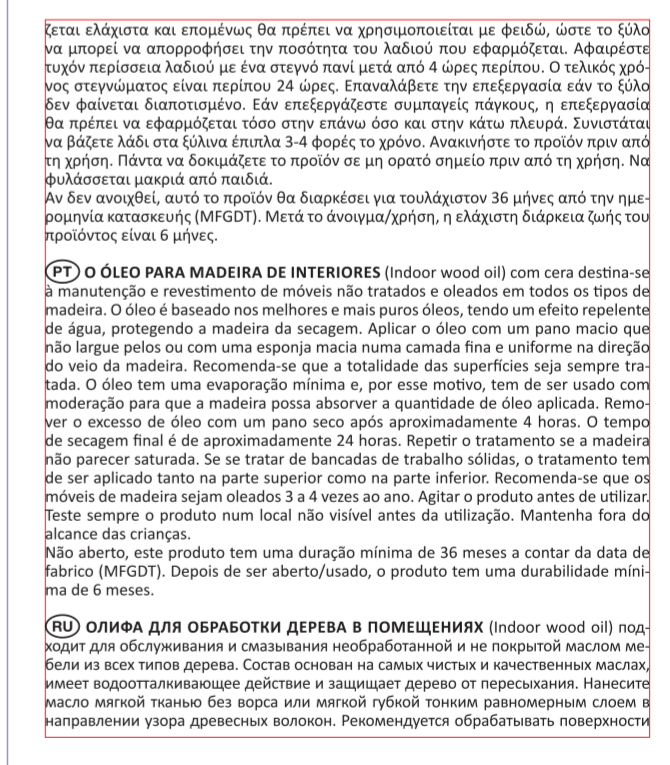 ζεται ελάχιστα και επομένως θα πρέπει να χρησιμοποιείται με φειδώ, ώστε το ξύλο
να μπορεί να απορροφήσει την ποσότητα του λαδιού που εφαρμόζεται. Αφαιρέστε
τυχόν περίσσεια λαδιού με ένα στεγνό πανί μετά από 4 ώρες περίπου. Ο τελικός χρό-
νος στεγνώματος είναι περίπου 24 ώρες. Επαναλάβετε την επεξεργασία εάν το ξύλο
δεν φαίνεται διαποτισμένο. Εάν επεξεργάζεστε συμπαγείς πάγκους, η επεξεργασία
θα πρέπει να εφαρμόζεται τόσο στην επάνω όσο και στην κάτω πλευρά. Συνιστάται
να βάζετε λάδι στα ξύλινα έπιπλα 3-4 φορές το χρόνο. Ανακινήστε το προϊόν πριν από
τη χρήση. Πάντα να δοκιμάζετε το προϊόν σε μη ορατό σημείο πριν από τη χρήση. Να
φυλάσσεται μακριά από παιδιά.
Αν δεν ανοιχθεί, αυτό το προϊόν θα διαρκέσει για τουλάχιστον 36 μήνες από την ημε-
ρομηνία κατασκευής (MFGDT). Μετά το άνοιγμα/χρήση, η ελάχιστη διάρκεια ζωής του
προϊόντος είναι 6 μήνες.
PT O ÓLEO PARA MADEIRA DE INTERIORES (Indoor wood oil) com cera destina-se
à manutenção e revestimento de móveis não tratados e oleados em todos os tipos de
madeira. O óleo é baseado nos melhores e mais puros óleos, tendo um efeito repelente
de água, protegendo a madeira da secagem. Aplicar o óleo com um pano macio que
não largue pelos ou com uma esponja macia numa camada fina e uniforme na direção
do veio da madeira. Recomenda-se que a totalidade das superfícies seja sempre tra-
tada. O óleo tem uma evaporação mínima e, por esse motivo, tem de ser usado com
moderação para que a madeira possa absorver a quantidade de óleo aplicada. Remo-
ver o excesso de óleo com um pano seco após aproximadamente 4 horas. O tempo
de secagem final é de aproximadamente 24 horas. Repetir o tratamento se a madeira
não parecer saturada. Se se tratar de bancadas de trabalho sólidas, o tratamento tem
de ser aplicado tanto na parte superior como na parte inferior. Recomenda-se que os
móveis de madeira sejam oleados 3 a 4 vezes ao ano. Agitar o produto antes de utilizar.
Teste sempre o produto num local não visível antes da utilização. Mantenha fora do
alcance das crianças.
Não aberto, este produto tem uma duração mínima de 36 meses a contar da data de
fabrico (MFGDT). Depois de ser aberto/usado, o produto tem uma durabilidade míni-
ma de 6 meses.
RU ОЛИФА ДЛЯ ОБРАБОТКИ ДЕРЕВА В ПОМЕЩЕНИЯХ (Indoor wood oil) под-
ходит для обслуживания и смазывания необработанной и не покрытой маслом ме-
бели из всех типов дерева. Состав основан на самых чистых и качественных маслах,
имеет водоотталкивающее действие и защищает дерево от пересыхания. Нанесите
масло мягкой тканью без ворса или мягкой губкой тонким равномерным слоем в
направлении узора древесных волокон. Рекомендуется обрабатывать поверхности